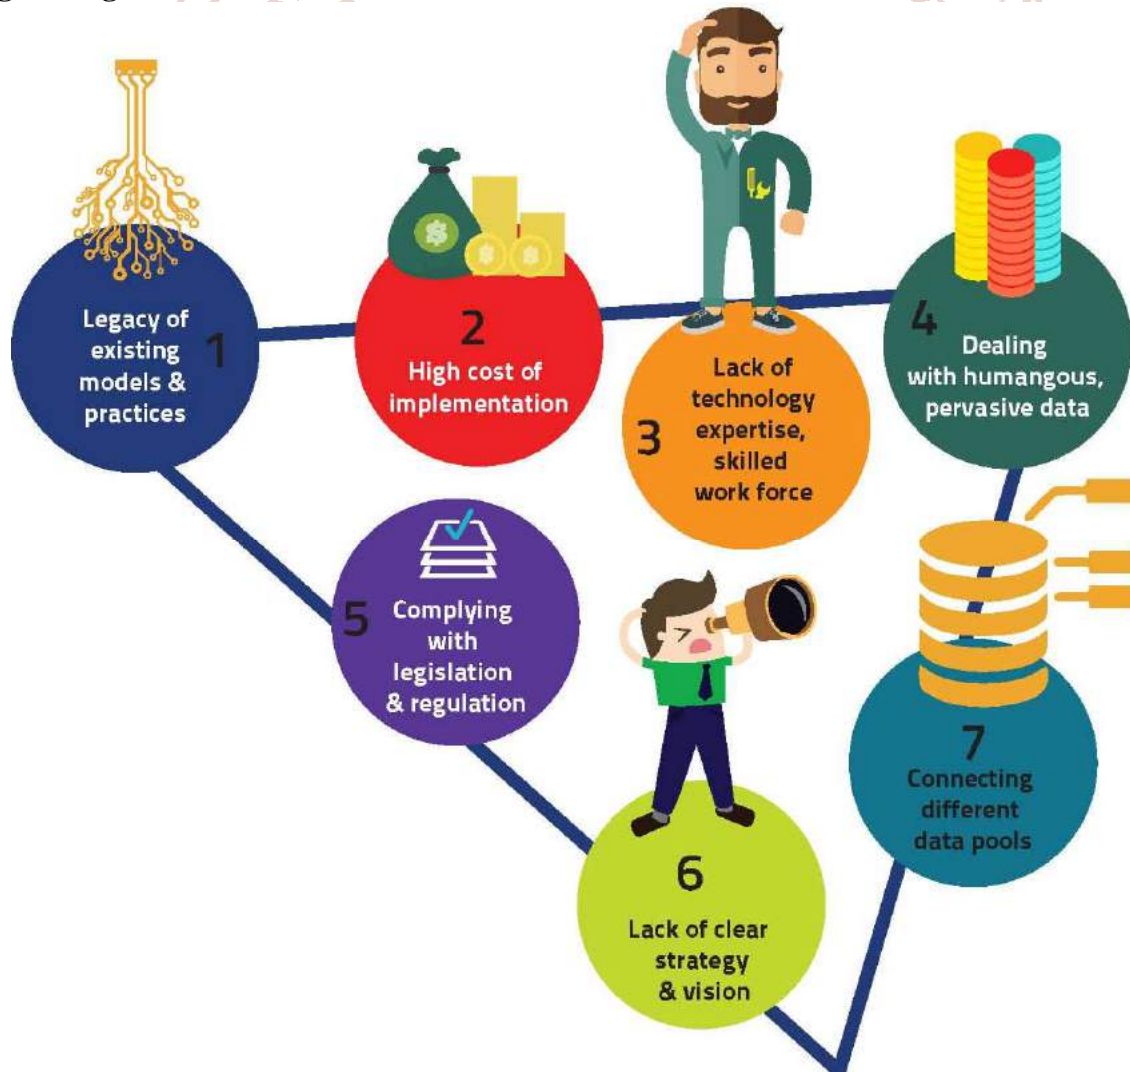 1
Legacy of
existing
models &
practices
2
High cost of
implementation
3
Lack of
technology
expertise,
skilled
work force
4
Dealing
with humangous,
pervasive data
5
Complying
with
legislation
& regulation
6
Lack of clear
strategy
& vision
7
Connecting
different
data pools